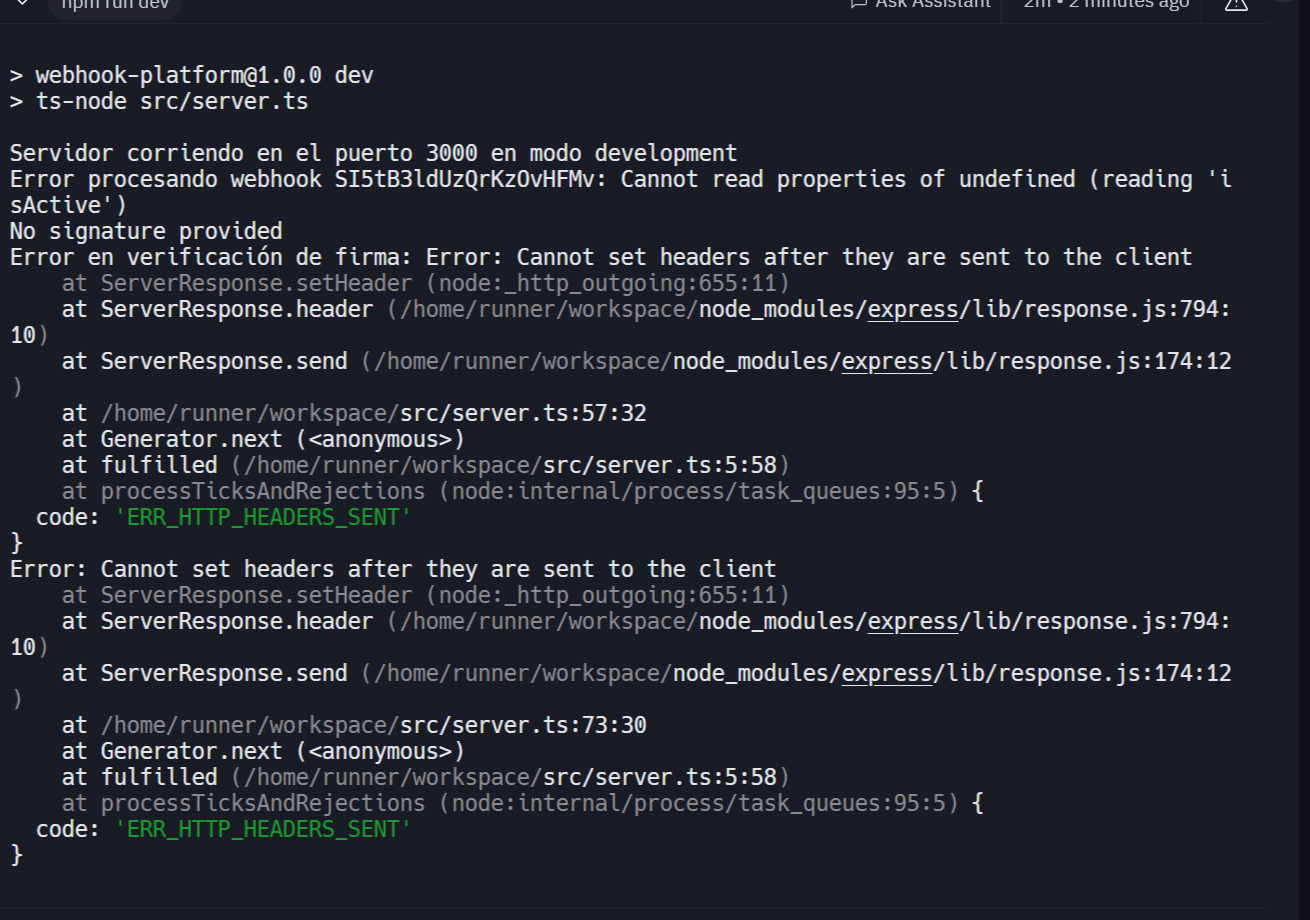 npm run dev
Ask Assistant
2m • 2 minutes ago
> webhook-platform@1.0.0 dev
> ts-node src/server.ts
Servidor corriendo en el puerto 3000 en modo development
Error procesando webhook SI5tB3ldUzQrKzOvHFMv: Cannot read properties of undefined (reading 'i
sActive')
No signature provided
Error en verificación de firma: Error: Cannot set headers after they are sent to the client
    at ServerResponse.setHeader (node:_http_outgoing:655:11)
    at ServerResponse.header (/home/runner/workspace/node_modules/express/lib/response.js:794:
10)
    at ServerResponse.send (/home/runner/workspace/node_modules/express/lib/response.js:174:12
)
    at /home/runner/workspace/src/server.ts:57:32
    at Generator.next (<anonymous>)
    at fulfilled (/home/runner/workspace/src/server.ts:5:58)
    at processTicksAndRejections (node:internal/process/task_queues:95:5) {
  code: 'ERR_HTTP_HEADERS_SENT'
}
Error: Cannot set headers after they are sent to the client
    at ServerResponse.setHeader (node:_http_outgoing:655:11)
    at ServerResponse.header (/home/runner/workspace/node_modules/express/lib/response.js:794:
10)
    at ServerResponse.send (/home/runner/workspace/node_modules/express/lib/response.js:174:12
)
    at /home/runner/workspace/src/server.ts:73:30
    at Generator.next (<anonymous>)
    at fulfilled (/home/runner/workspace/src/server.ts:5:58)
    at processTicksAndRejections (node:internal/process/task_queues:95:5) {
  code: 'ERR_HTTP_HEADERS_SENT'
}